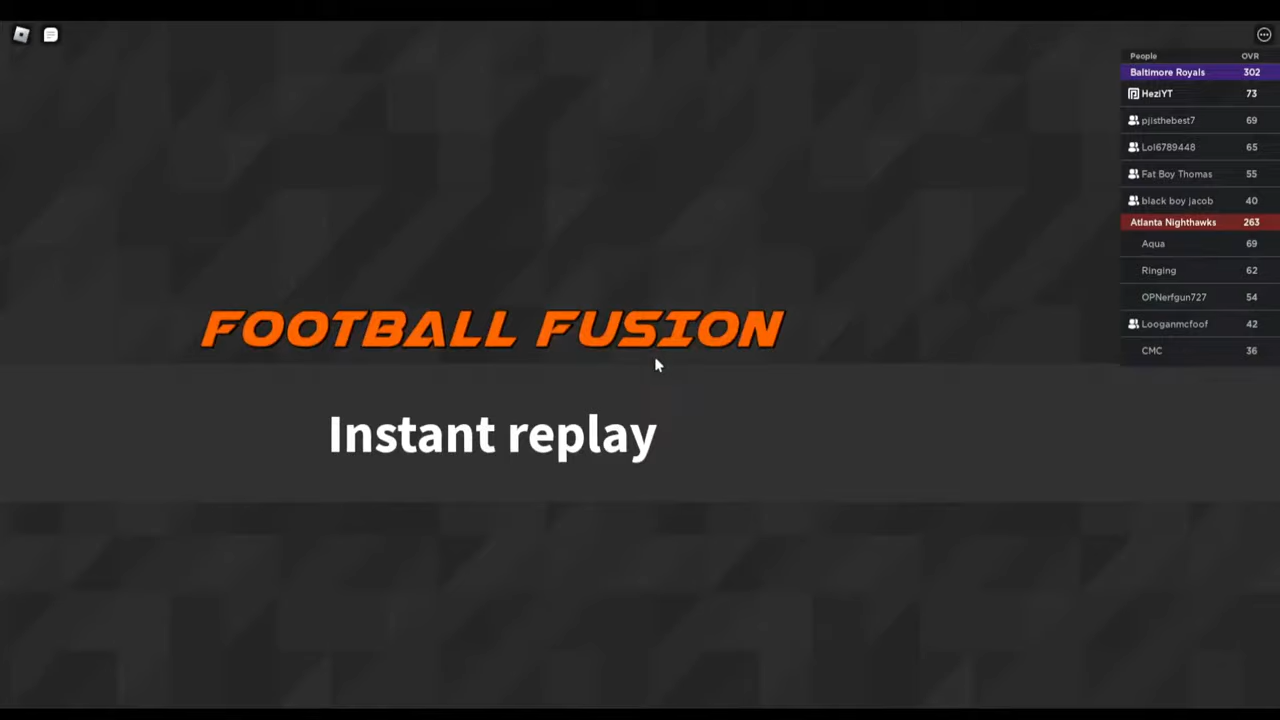 People OVR
Baltimore Royals 302
HeziYT 73
pjisthebest7 69
Lol6789448 65
Fat Boy Thomas 55
black boy jacob 40
Atlanta Nighthawks 263
Aqua 69
Ringing 62
OPNerfgun727 54
Looganmcfoof 42
CMC 36
FOOTBALL FUSION
Instant replay